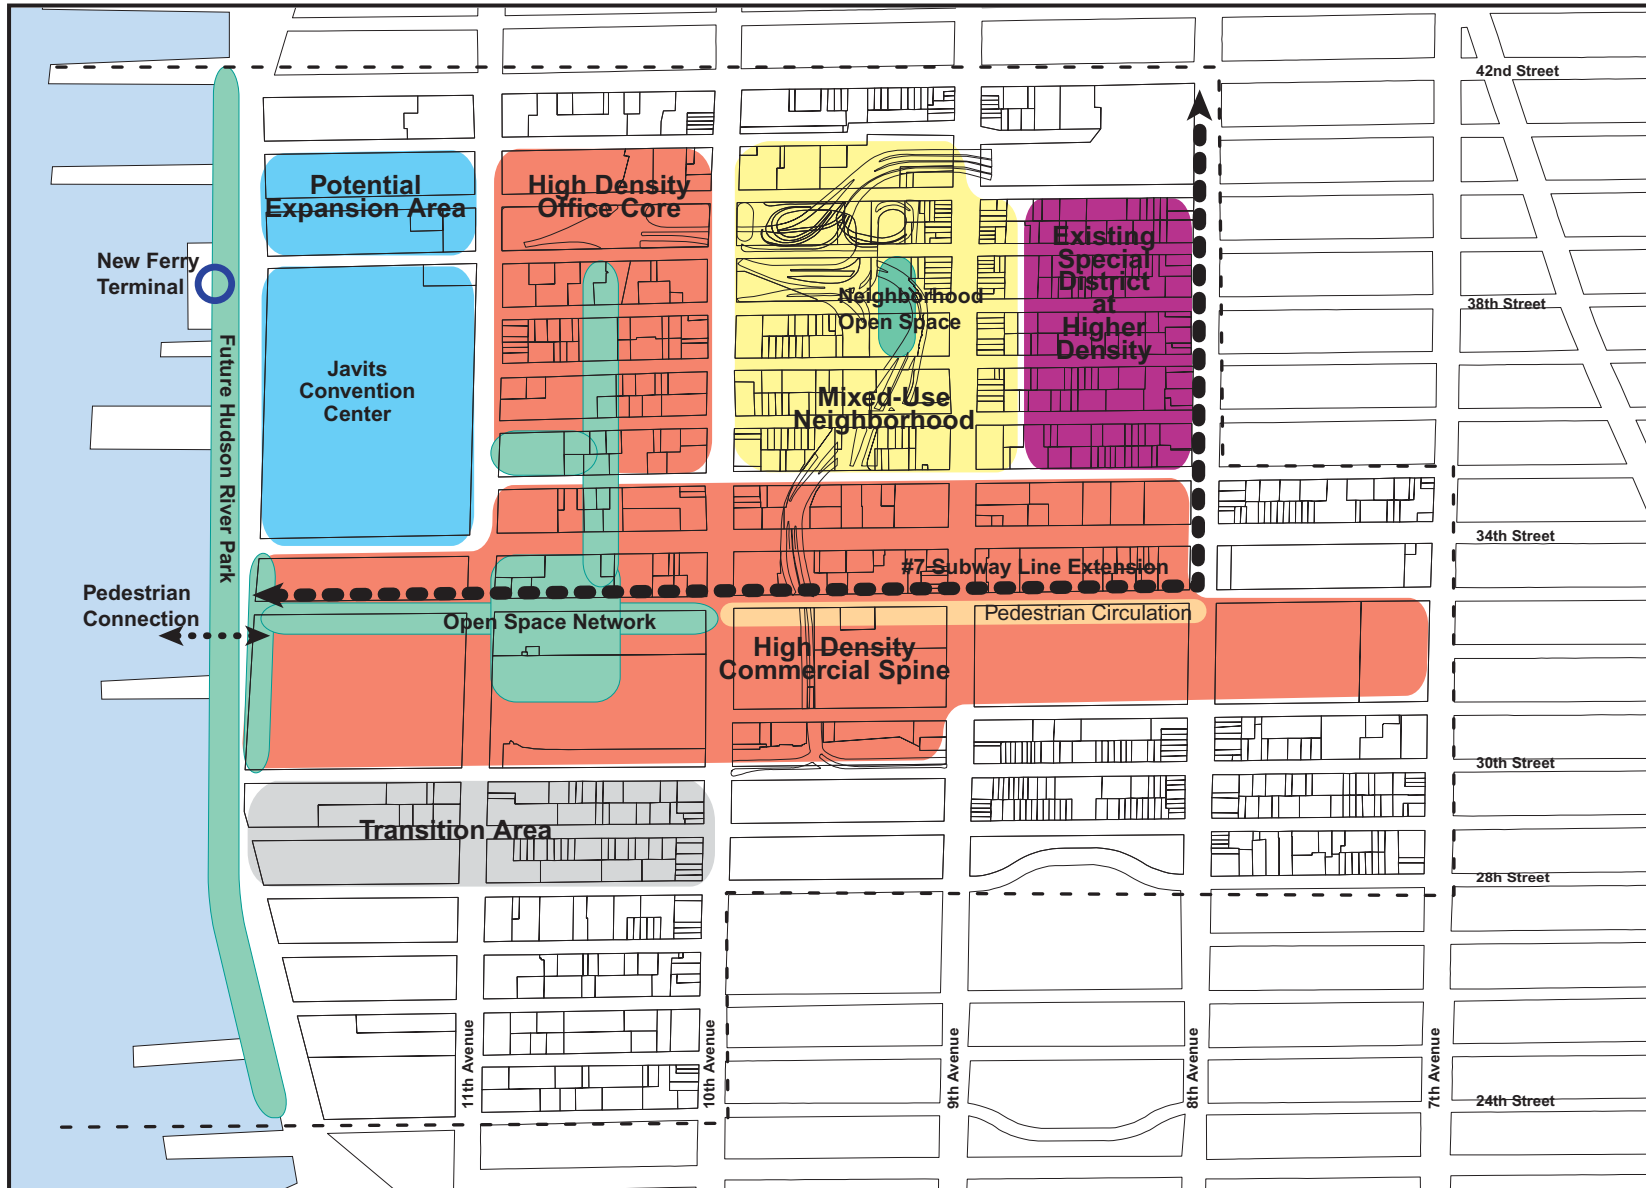 42nd Street
Potential
Expansion Area
High Density
Office Core
Existing
Special
District
at
Higher
Density
New Ferry
Terminal
Neighborhood
Open Space
38th Street
Future Hudson River Park
Javits
Convention
Center
Mixed-Use
Neighborhood
34th Street
#7 Subway Line Extension
Pedestrian
Connection
Open Space Network
Pedestrian Circulation
High Density
Commercial Spine
30th Street
Transition Area
28h Street
11th Avenue
10th Avenue
9th Avenue
8th Avenue
7th Avenue
24th Street